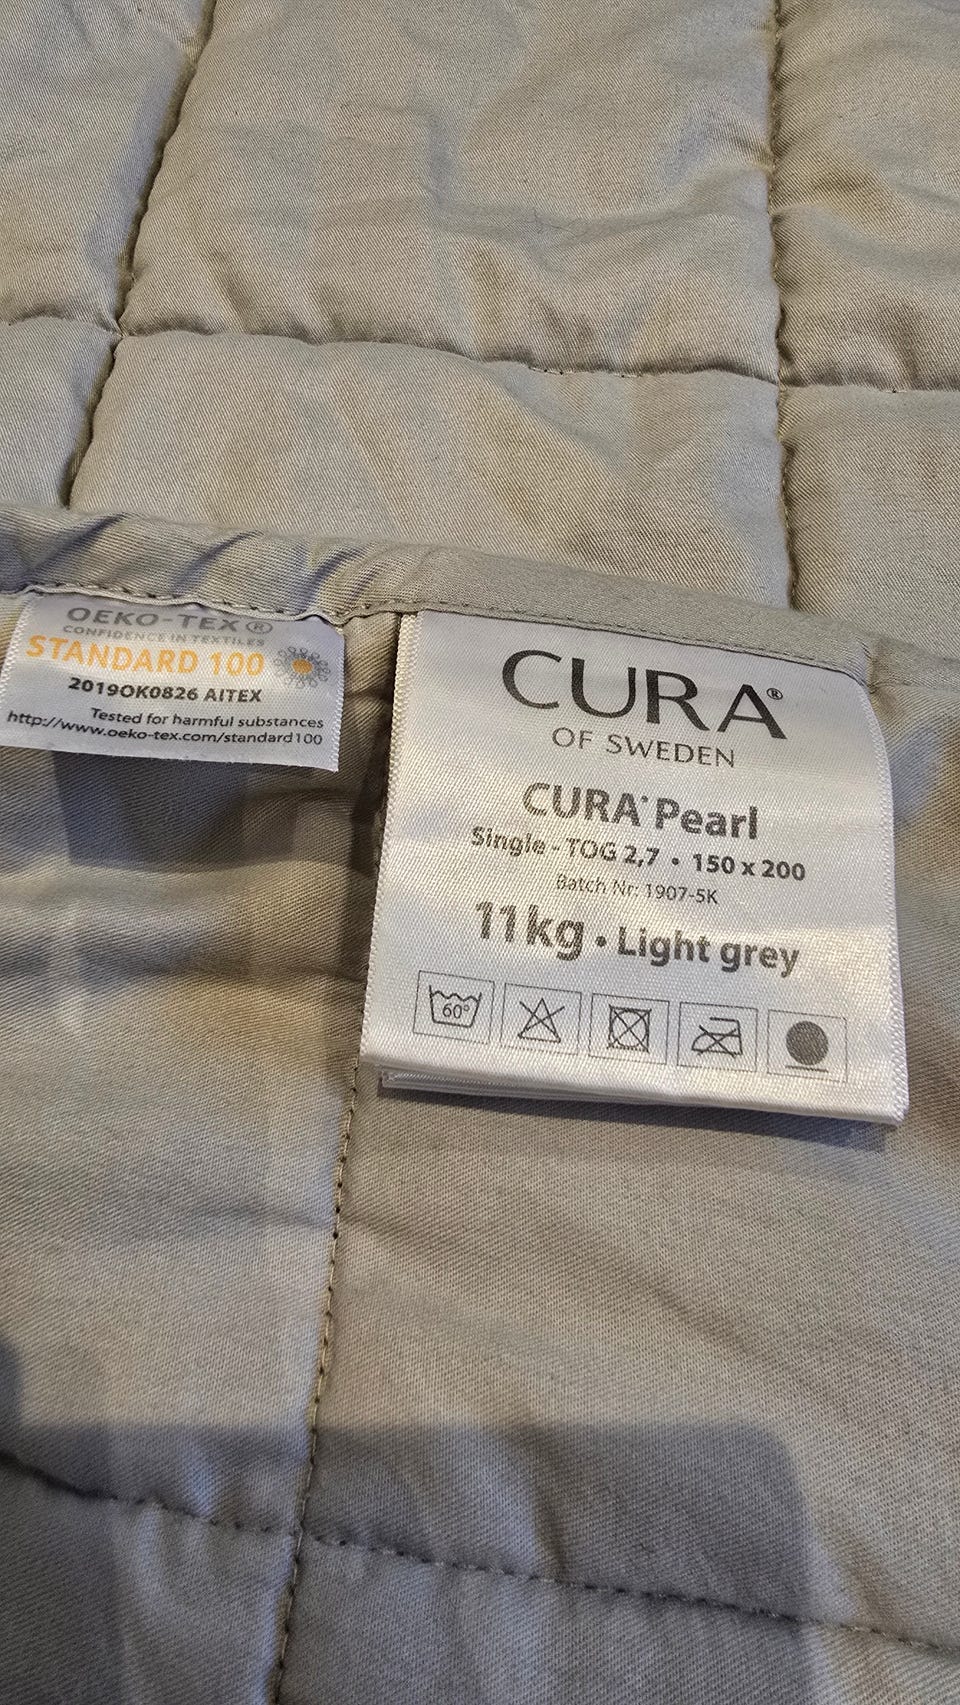 OEKO-TEX®
CONFIDENCE IN TEXTILES
STANDARD 100
2019OK0826 AITEX
Tested for harmful substances
http://www.oeko-tex.com/standard100
CURA®
OF SWEDEN
CURA® Pearl
Single - TOG 2,7 • 150 x 200
Batch Nr: 1907-5K
11kg • Light grey
60°